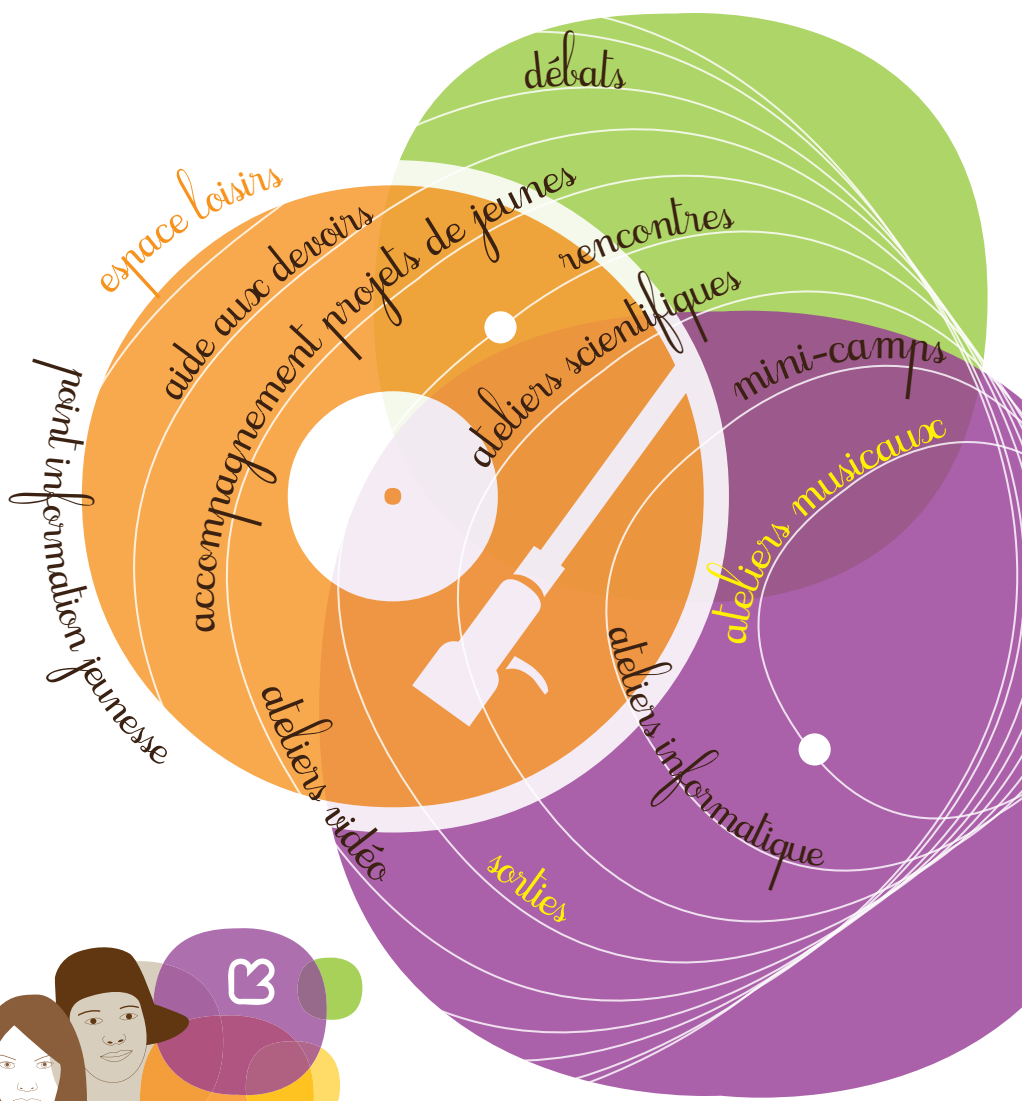 débats
espace loisirs
aide aux devoirs
accompagnement projets de jeunes
rencontres
ateliers scientifiques
mini-camps
point information jeunesse
ateliers musicaux
ateliers informatique
ateliers vidéo
sorties